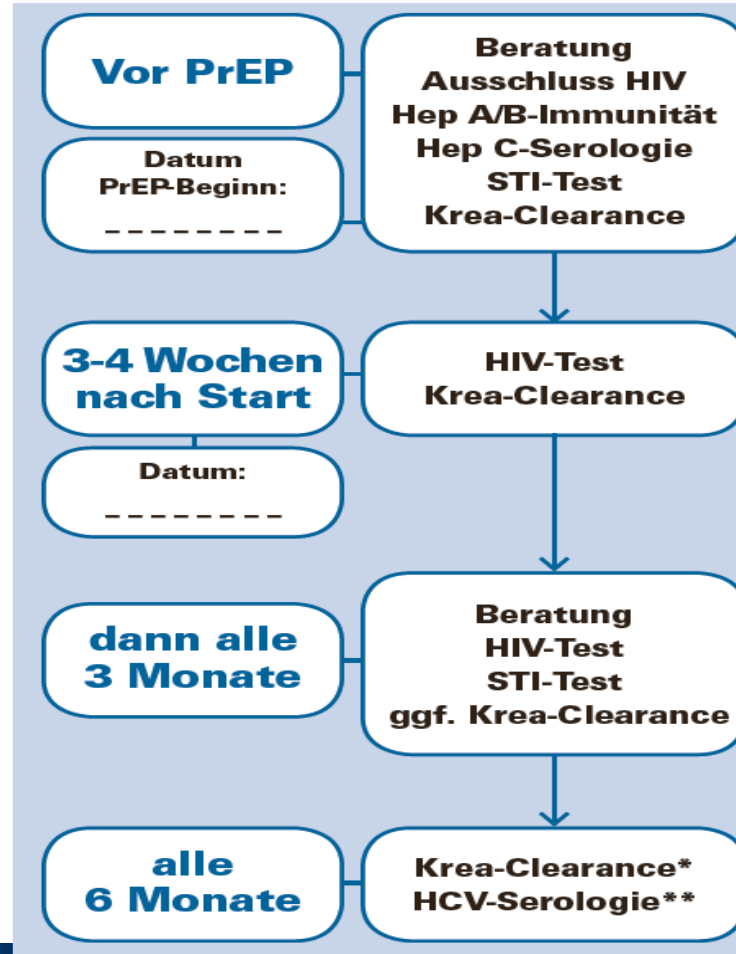 Vor PrEP
Beratung
Ausschluss HIV
Hep A/B-Immunität
Hep C-Serologie
STI-Test
Krea-Clearance
Datum
PrEP-Beginn:
_ _ _ _ _ _ _ _
3-4 Wochen
nach Start
HIV-Test
Krea-Clearance
Datum:
_ _ _ _ _ _ _ _
dann alle
3 Monate
Beratung
HIV-Test
STI-Test
ggf. Krea-Clearance
alle
6 Monate
Krea-Clearance*
HCV-Serologie**